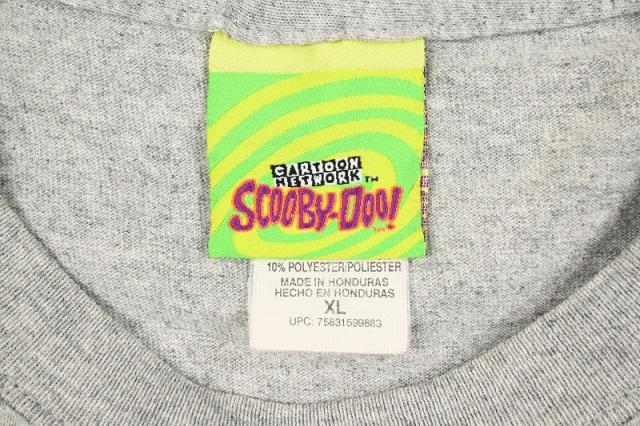 CARTOON
NETWORK™
SCOOBY-DOO!
10% POLYESTER/POLIESTER
MADE IN HONDURAS
HECHO EN HONDURAS
XL
UPC: 75831599883